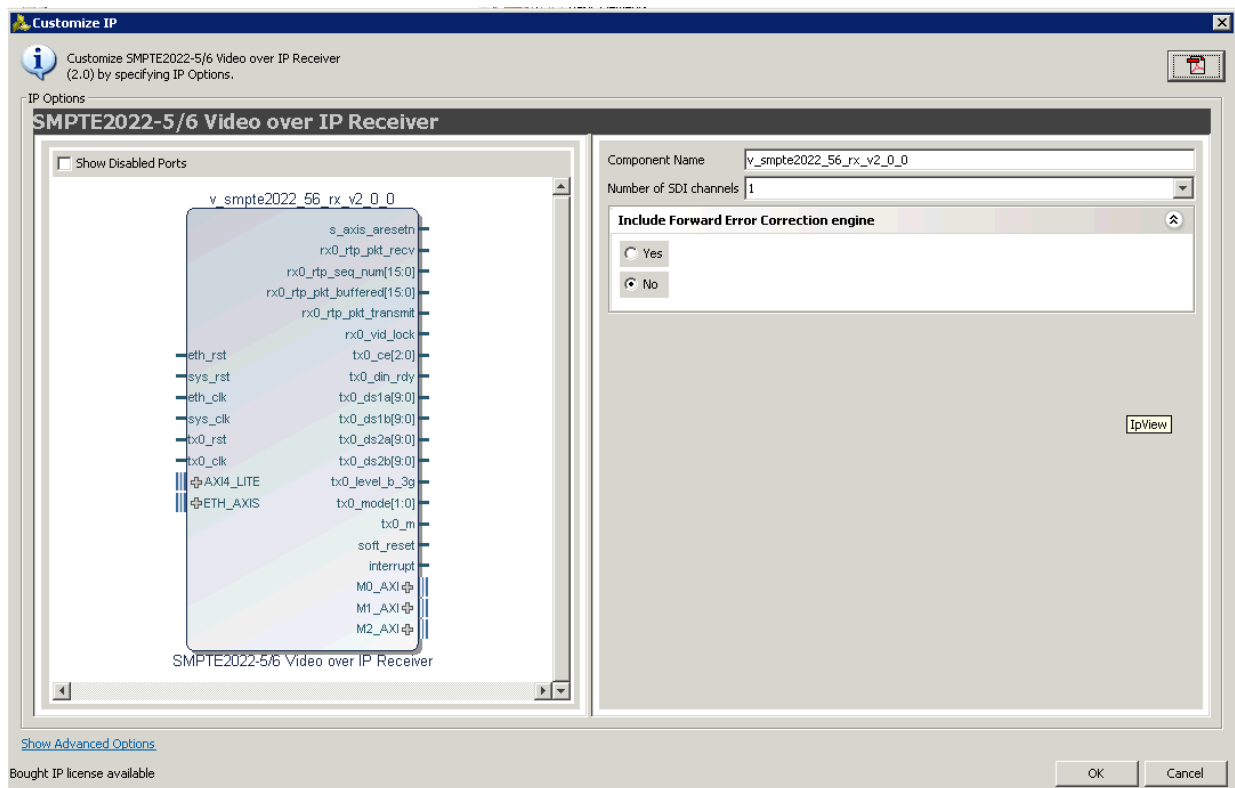 Customize IP
Customize SMPTE2022-5/6 Video over IP Receiver
(2.0) by specifying IP Options.
IP Options
SMPTE2022-5/6 Video over IP Receiver
Show Disabled Ports
v_smpte2022_56_rx_v2_0_0
s_axis_aresetn
rx0_rtp_pkt_recv
rx0_rtp_seq_num[15:0]
rx0_rtp_pkt_buffered[15:0]
rx0_rtp_pkt_transmit
rx0_vid_lock
eth_rst tx0_ce[2:0]
sys_rst tx0_din_rdy
eth_clk tx0_ds1a[9:0]
sys_clk tx0_ds1b[9:0]
tx0_rst tx0_ds2a[9:0]
tx0_clk tx0_ds2b[9:0]
AXI4_LITE tx0_level_b_3g
ETH_AXIS tx0_mode[1:0]
tx0_m
soft_reset
interrupt
M0_AXI
M1_AXI
M2_AXI
SMPTE2022-5/6 Video over IP Receiver
Component Name v_smpte2022_56_rx_v2_0_0
Number of SDI channels 1
Include Forward Error Correction engine
Yes
No
IpView
Show Advanced Options
Bought IP license available
OK Cancel